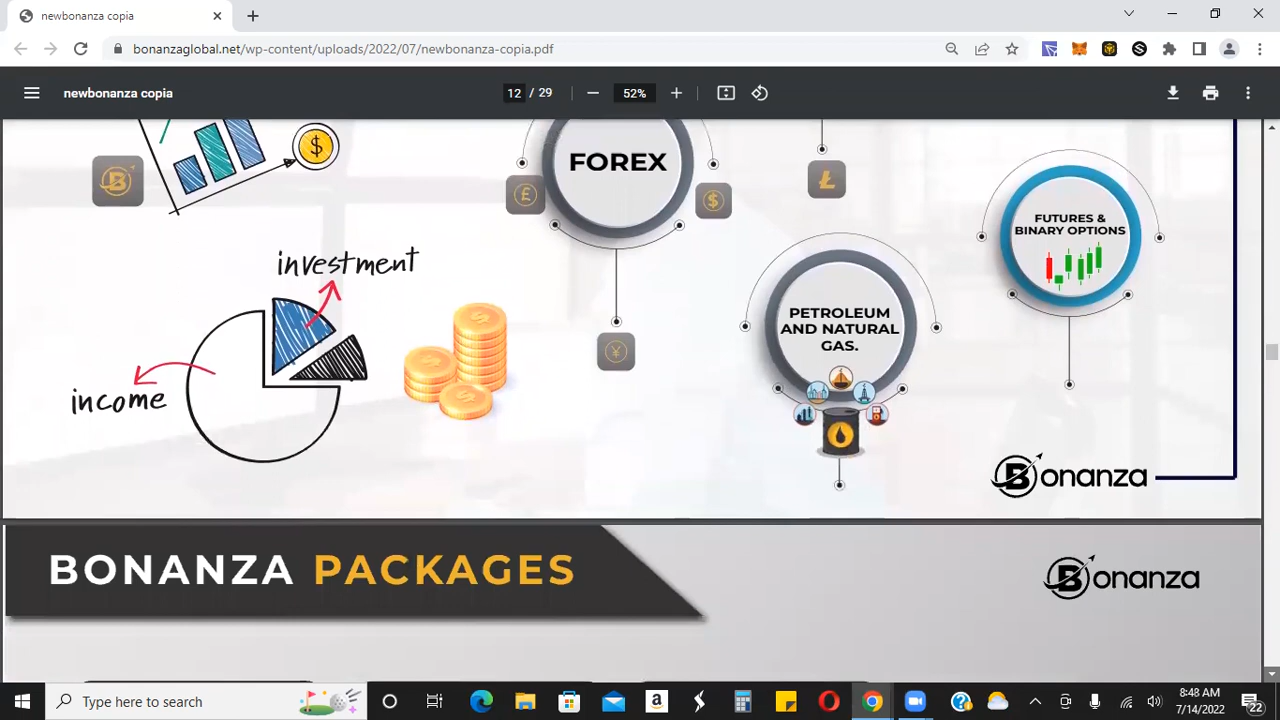 newbonanza copia
bonanzaglobal.net/wp-content/uploads/2022/07/newbonanza-copia.pdf
newbonanza copia
12 / 29
52%
$
B
FOREX
£
$
Ł
FUTURES &
BINARY OPTIONS
investment
PETROLEUM
AND NATURAL
GAS.
¥
income
Bonanza
BONANZA PACKAGES
Bonanza
Type here to search
8:48 AM
7/14/2022
22